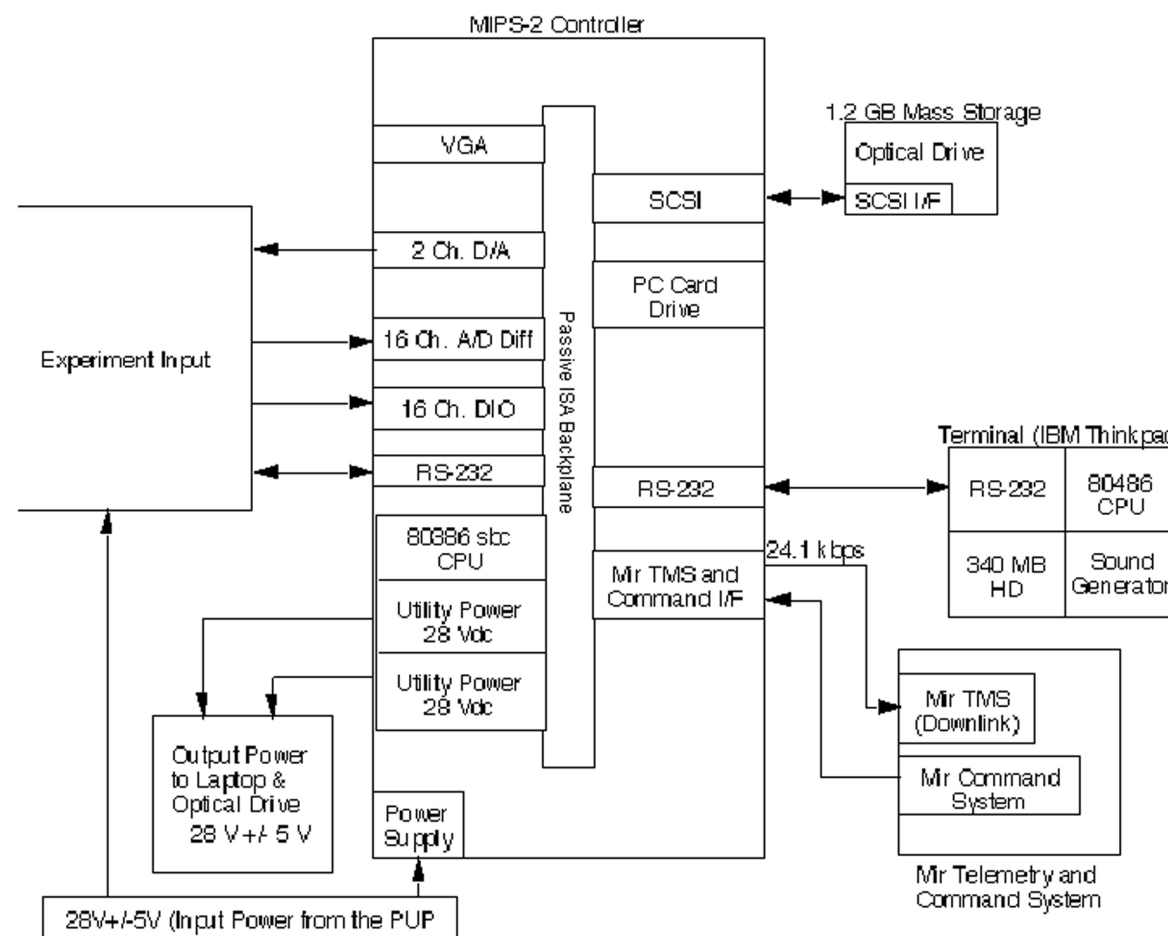 MIPS-2 Controller
VGA
2 Ch. D/A
16 Ch. A/D Diff
16 Ch. DIO
RS-232
80386 sbc
CPU
Utility Power
28 Vdc
Utility Power
28 Vdc
Power
Supply
Passive ISA Backplane
SCSI
PC Card
Drive
RS-232
Mir TMS and
Command I/F
Experiment Input
Output Power
to Laptop &
Optical Drive
28 V +/- 5 V
28V+/-5V (Input Power from the PUP
1.2 GB Mass Storage
Optical Drive
SCSI I/F
Terminal (IBM Thinkpad
RS-232
80486
CPU
340 MB
HD
Sound
Generator
24.1 kbps
Mir TMS
(Downlink)
Mir Command
System
Mir Telemetry and
Command System